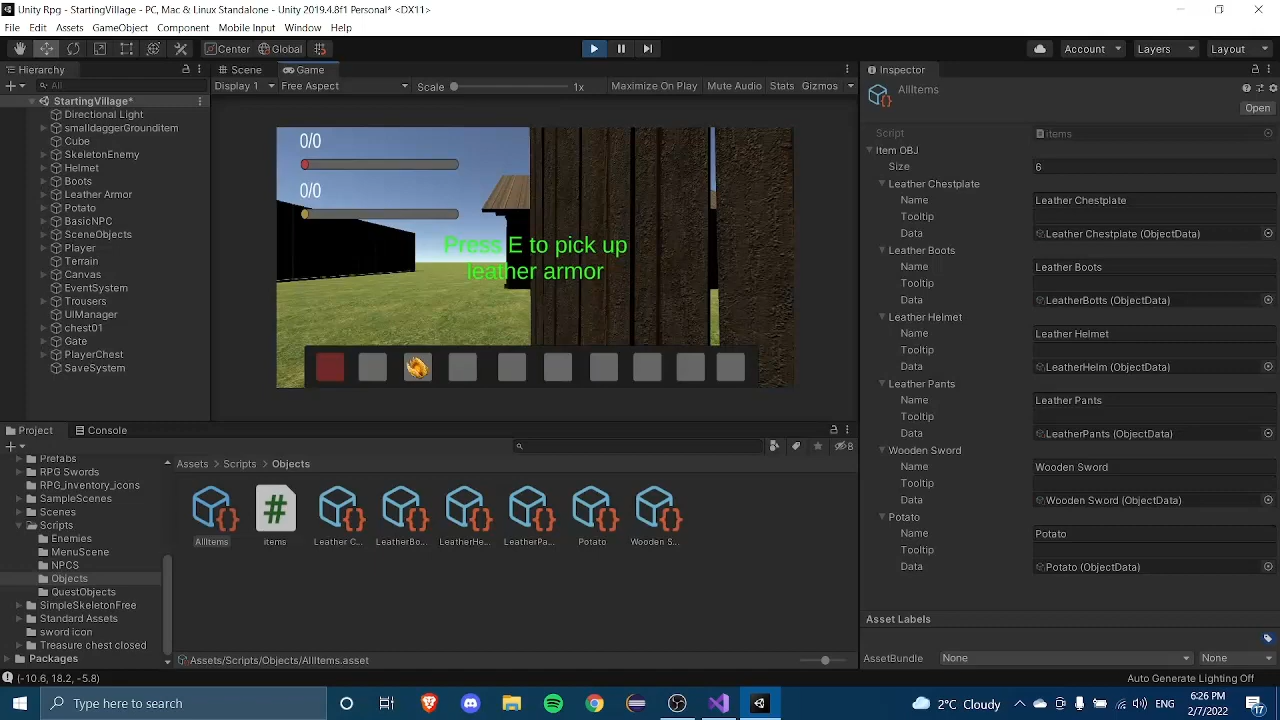 Unity Rpg - StartingVillage - PC, Mac & Linux Standalone - Unity 2019.4.8f1 Personal* <DX11>
File Edit Assets GameObject Component Mobile Input Window Help
Center Global Account Layers Layout
Hierarchy
All
StartingVillage*
Directional Light
smalldaggerGrounditem
Cube
SkeletonEnemy
Helmet
Boots
Leather Armor
Potato
BasicNPC
SceneObjects
Player
Terrain
Canvas
EventSystem
Trousers
UIManager
chest01
Gate
PlayerChest
SaveSystem
Scene Game
Display 1 Free Aspect Scale 1x Maximize On Play Mute Audio Stats Gizmos
0/0
0/0
Press E to pick up
leather armor
Inspector
AllItems
Open
Script items
Item OBJ
Size 6
Leather Chestplate
Name Leather Chestplate
Tooltip
Data Leather Chestplate (ObjectData)
Leather Boots
Name Leather Boots
Tooltip
Data LeatherBotts (ObjectData)
Leather Helmet
Name Leather Helmet
Tooltip
Data LeatherHelm (ObjectData)
Leather Pants
Name Leather Pants
Tooltip
Data LeatherPants (ObjectData)
Wooden Sword
Name Wooden Sword
Tooltip
Data Wooden Sword (ObjectData)
Potato
Name Potato
Tooltip
Data Potato (ObjectData)
Asset Labels
AssetBundle None None
Project Console
8
Prefabs
RPG Swords
RPG_inventory_icons
SampleScenes
Scenes
Scripts
Enemies
MenuScene
NPCS
Objects
QuestObjects
SimpleSkeletonFree
Standard Assets
sword icon
Treasure chest closed
Packages
Assets > Scripts > Objects
AllItems items Leather C... LeatherBo... LeatherHe... LeatherPa... Potato Wooden S...
Assets/Scripts/Objects/AllItems.asset
(-10.6, 18.2, -5.8)
Auto Generate Lighting Off
Type here to search
2°C Cloudy
ENG
6:26 PM
2/7/2022